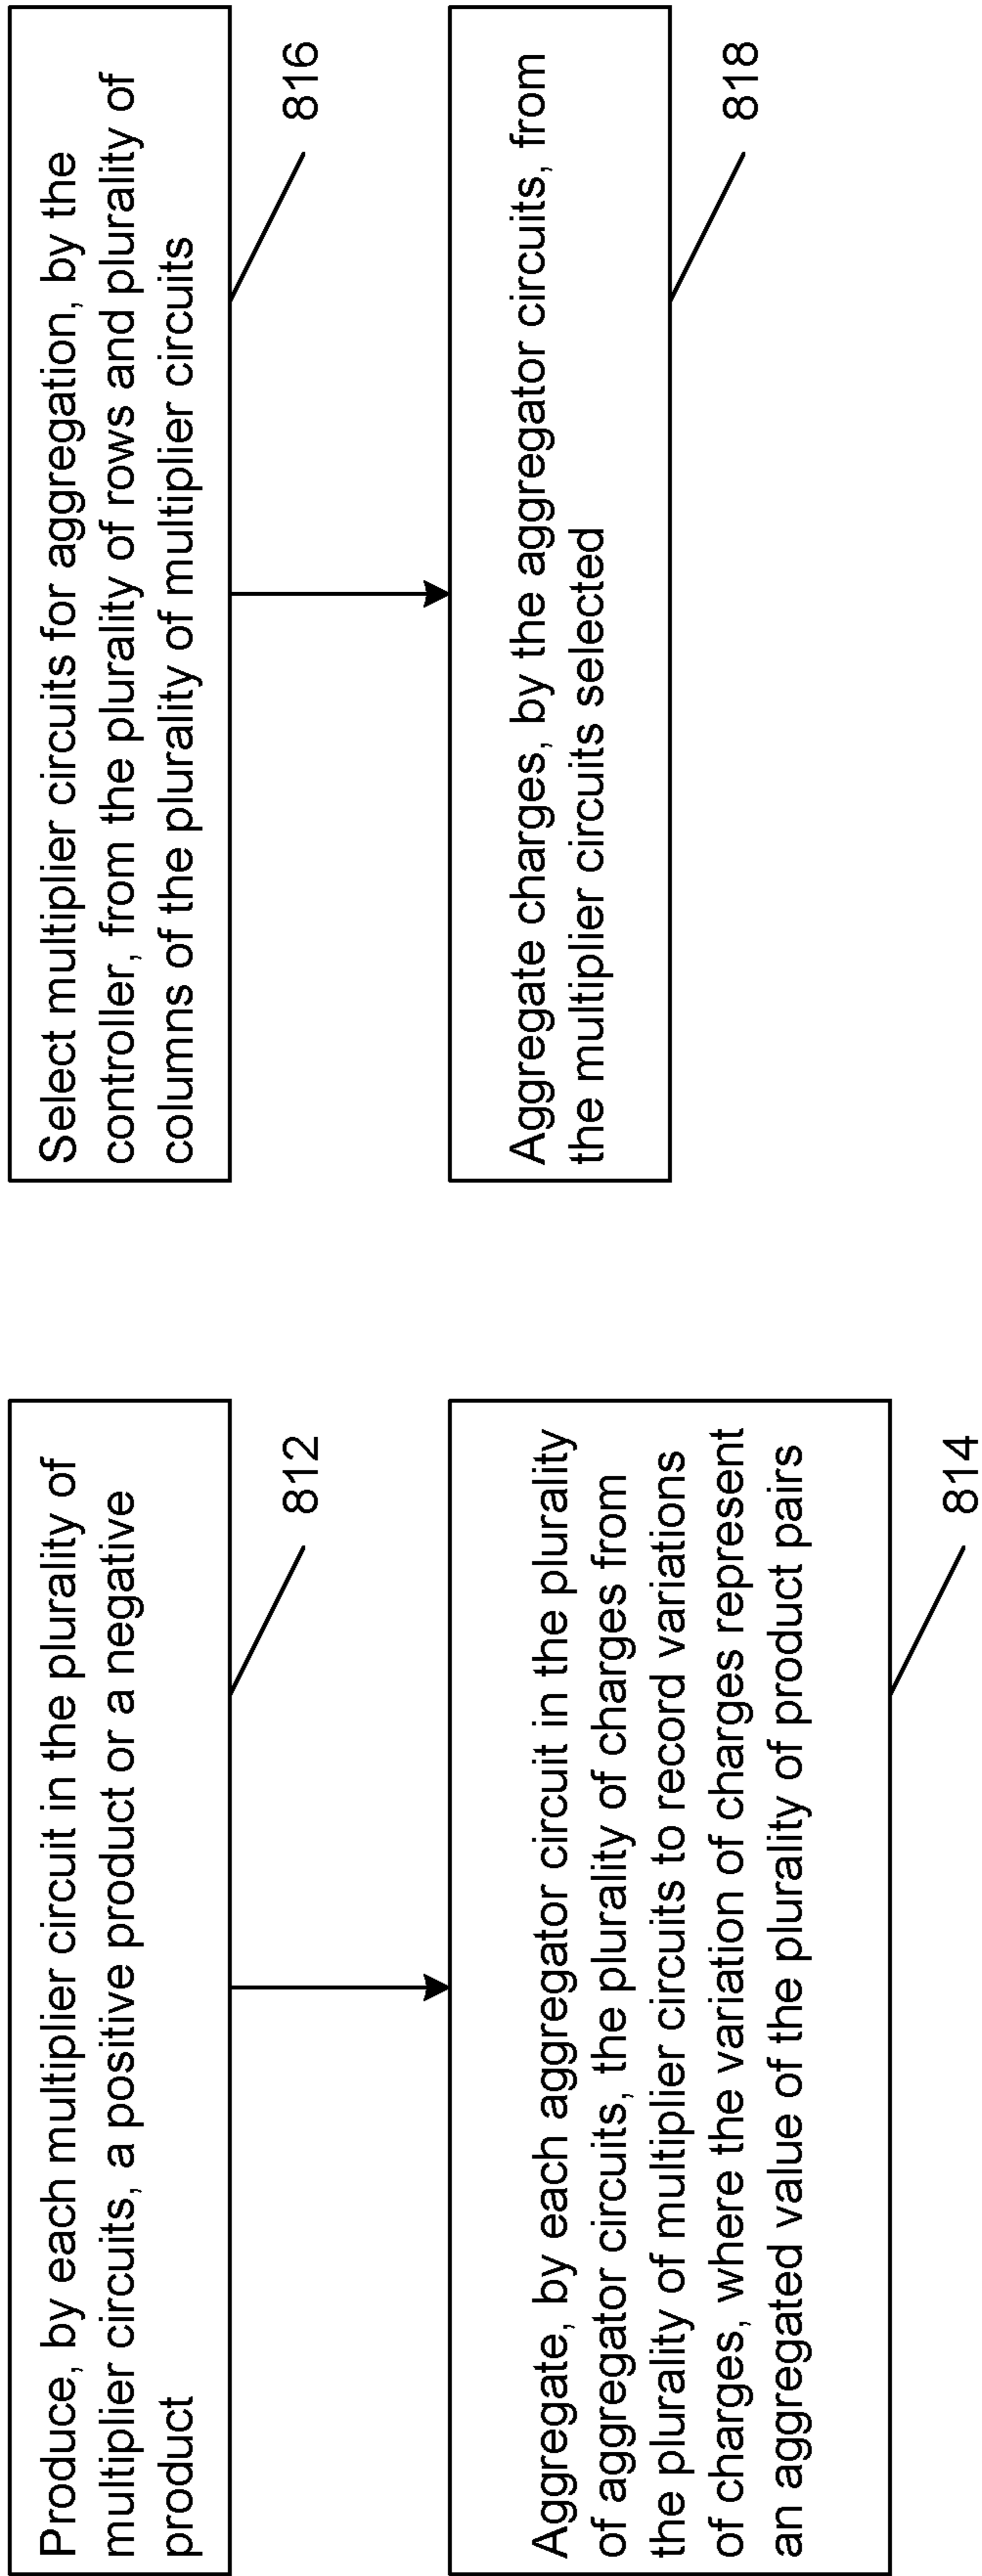 Produce, by each multiplier circuit in the plurality of
multiplier circuits, a positive product or a negative
product
812
Aggregate, by each aggregator circuit in the plurality
of aggregator circuits, the plurality of charges from
the plurality of multiplier circuits to record variations
of charges, where the variation of charges represent
an aggregated value of the plurality of product pairs
814
Select multiplier circuits for aggregation, by the
controller, from the plurality of rows and plurality of
columns of the plurality of multiplier circuits
816
Aggregate charges, by the aggregator circuits, from
the multiplier circuits selected
818